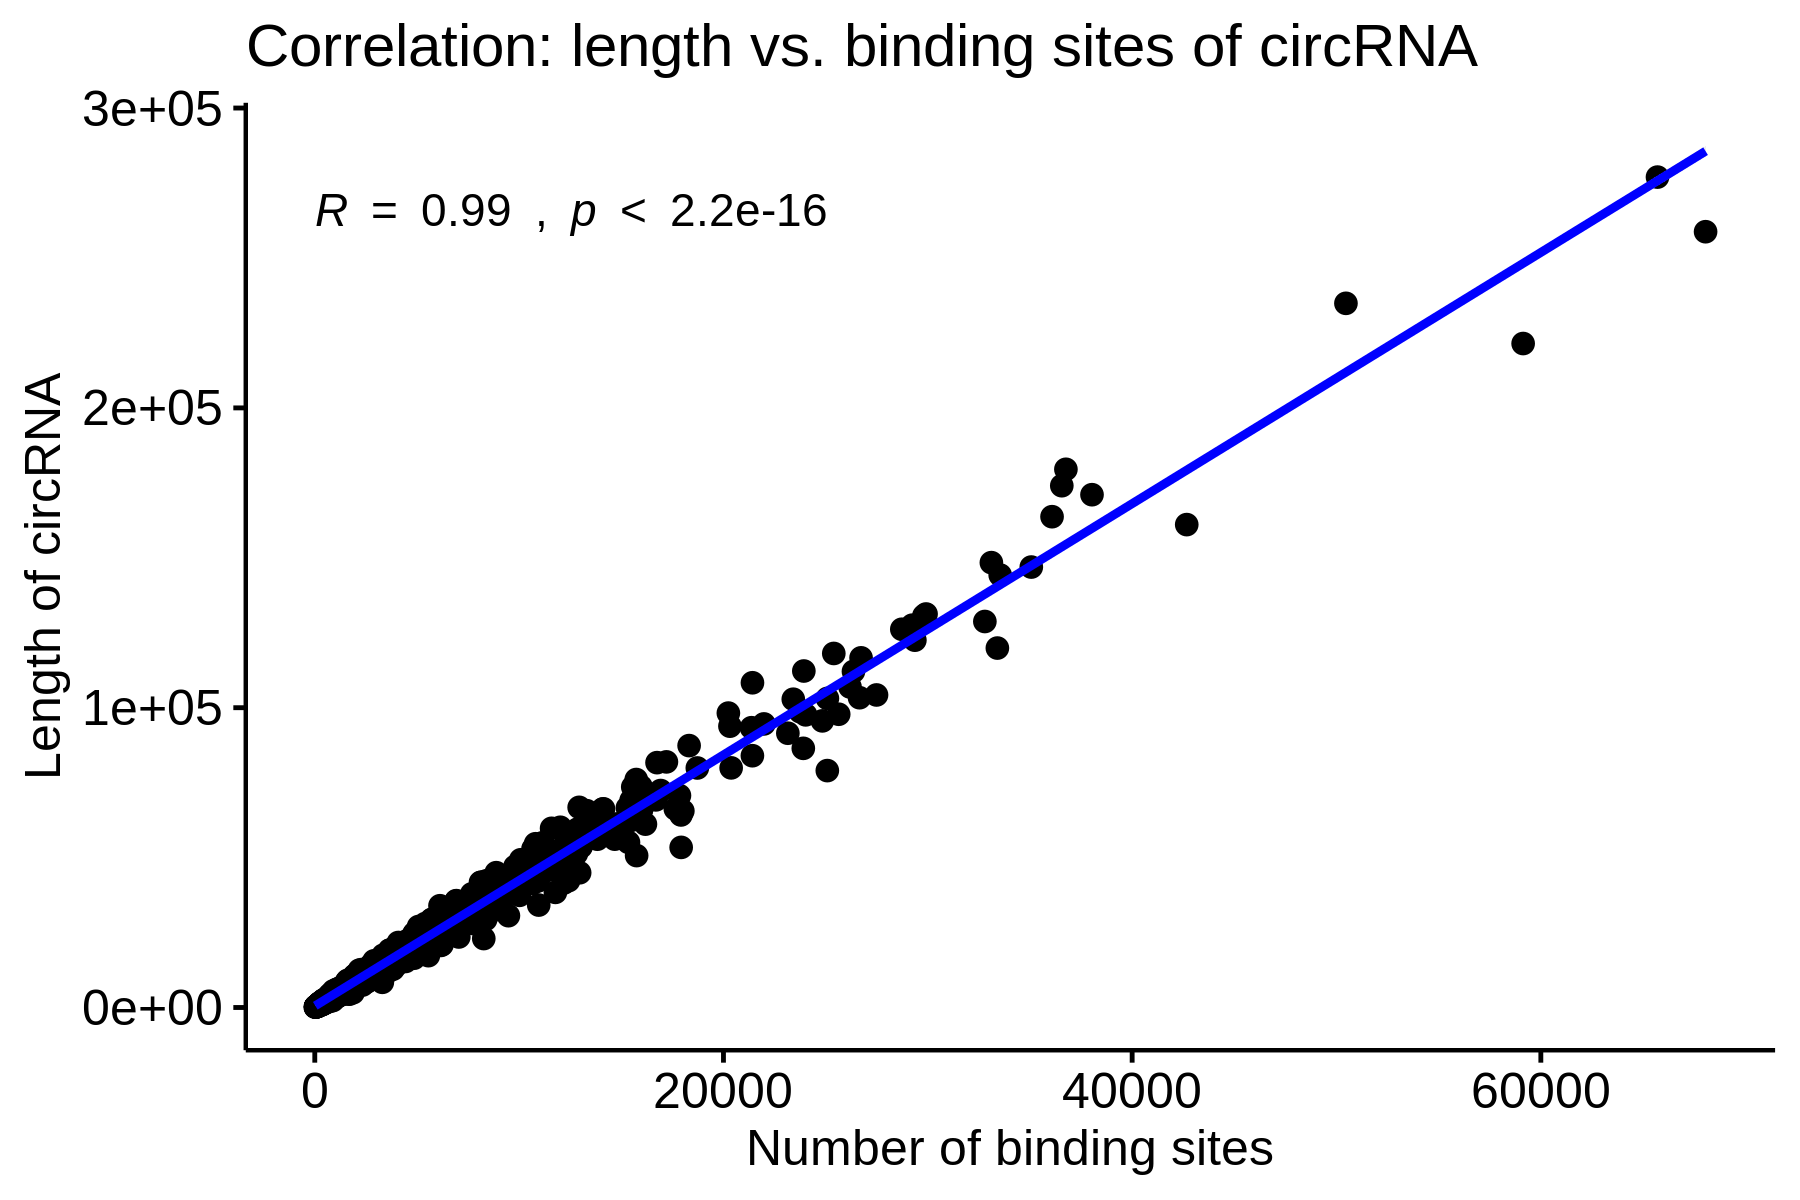 Correlation: length vs. binding sites of circRNA
3e+05
R = 0.99 , p < 2.2e-16
2e+05
Length of circRNA
1e+05
0e+00
0 20000 40000 60000
Number of binding sites